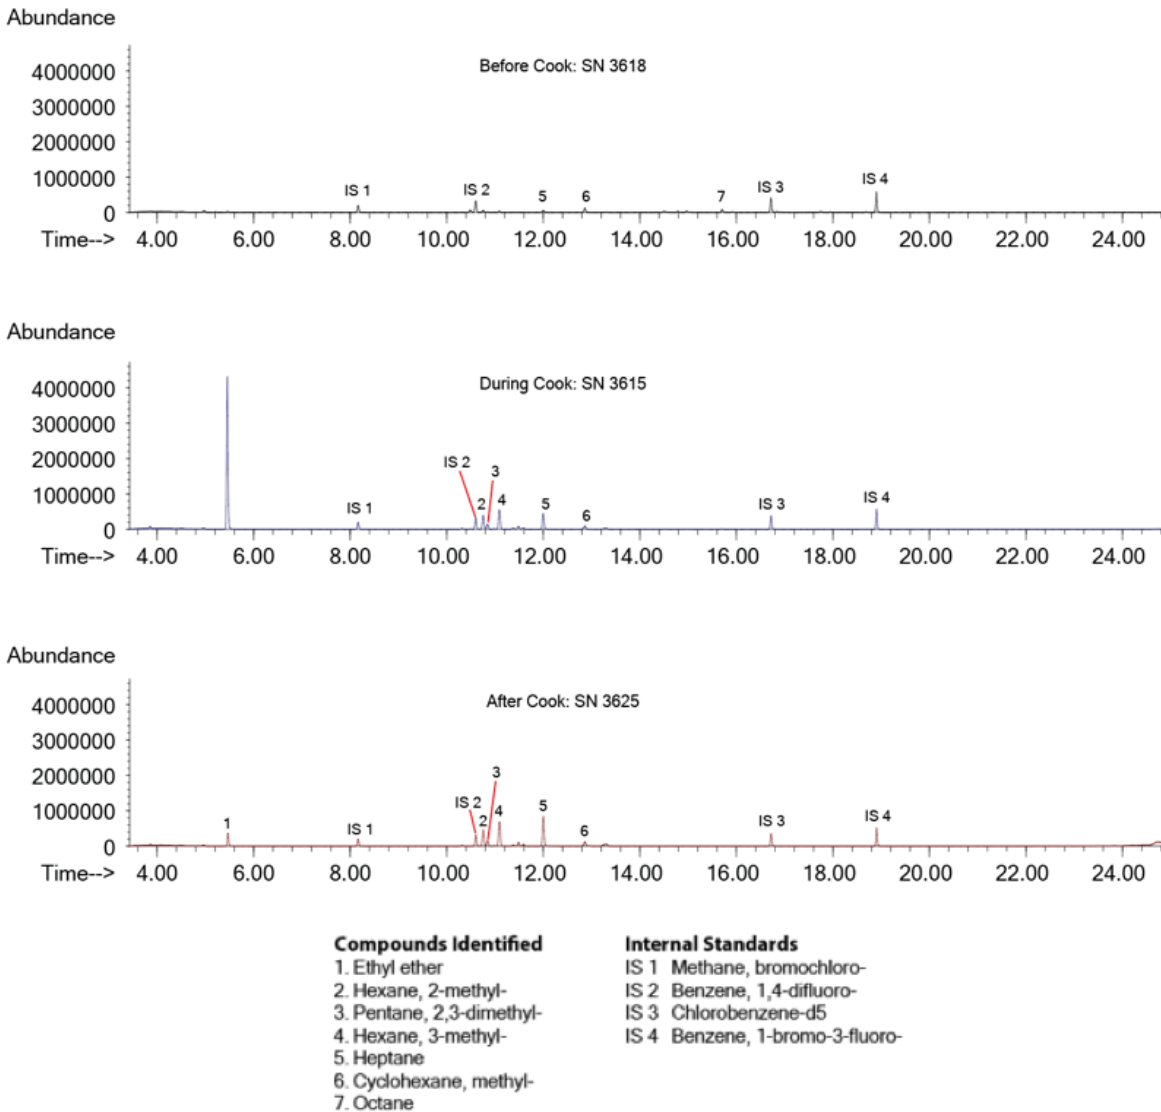 Abundance
Before Cook: SN 3618
4000000
3000000
2000000
1000000
0
IS 1
IS 2
5
6
7
IS 3
IS 4
Time-->
4.00 6.00 8.00 10.00 12.00 14.00 16.00 18.00 20.00 22.00 24.00
Abundance
During Cook: SN 3615
4000000
3000000
2000000
1000000
0
IS 1
IS 2
2
3
4
5
6
IS 3
IS 4
Time-->
4.00 6.00 8.00 10.00 12.00 14.00 16.00 18.00 20.00 22.00 24.00
Abundance
After Cook: SN 3625
4000000
3000000
2000000
1000000
0
1
IS 1
IS 2
2
3
4
5
6
IS 3
IS 4
Time-->
4.00 6.00 8.00 10.00 12.00 14.00 16.00 18.00 20.00 22.00 24.00
Compounds Identified
1. Ethyl ether
2. Hexane, 2-methyl-
3. Pentane, 2,3-dimethyl-
4. Hexane, 3-methyl-
5. Heptane
6. Cyclohexane, methyl-
7. Octane
Internal Standards
IS 1 Methane, bromochloro-
IS 2 Benzene, 1,4-difluoro-
IS 3 Chlorobenzene-d5
IS 4 Benzene, 1-bromo-3-fluoro-